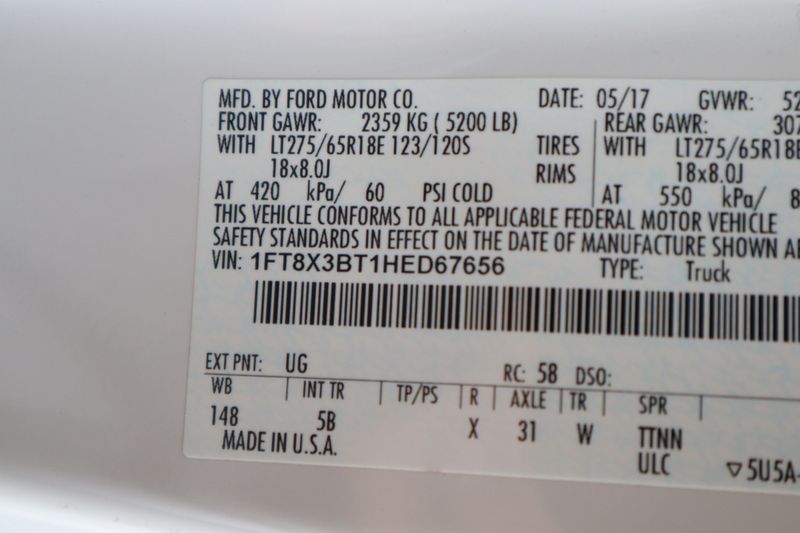 MFD. BY FORD MOTOR CO. DATE: 05/17 GVWR: 52
FRONT GAWR: 2359 KG ( 5200 LB) REAR GAWR: 307
WITH LT275/65R18E 123/120S TIRES WITH LT275/65R18E
18x8.0J RIMS 18x8.0J
AT 420 kPa/ 60 PSI COLD AT 550 kPa/ 8
THIS VEHICLE CONFORMS TO ALL APPLICABLE FEDERAL MOTOR VEHICLE
SAFETY STANDARDS IN EFFECT ON THE DATE OF MANUFACTURE SHOWN AB
VIN: 1FT8X3BT1HED67656 TYPE: Truck
EXT PNT: UG RC: 58 DSO:
WB INT TR TP/PS R AXLE TR SPR
148 5B X 31 W TTNN
MADE IN U.S.A. ULC ▽5U5A-